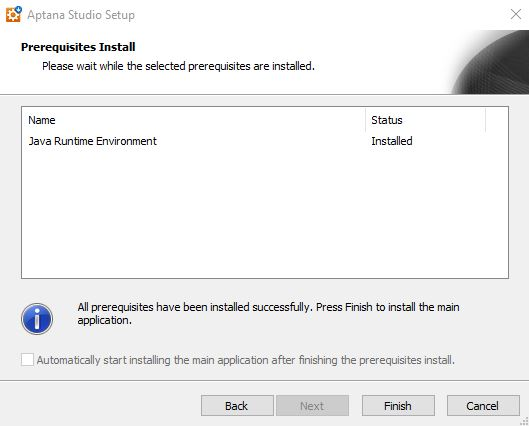 Aptana Studio Setup
Prerequisites Install
Please wait while the selected prerequisites are installed.
Name Status
Java Runtime Environment Installed
All prerequisites have been installed successfully. Press Finish to install the main
application.
Automatically start installing the main application after finishing the prerequisites install.
Back Next Finish Cancel